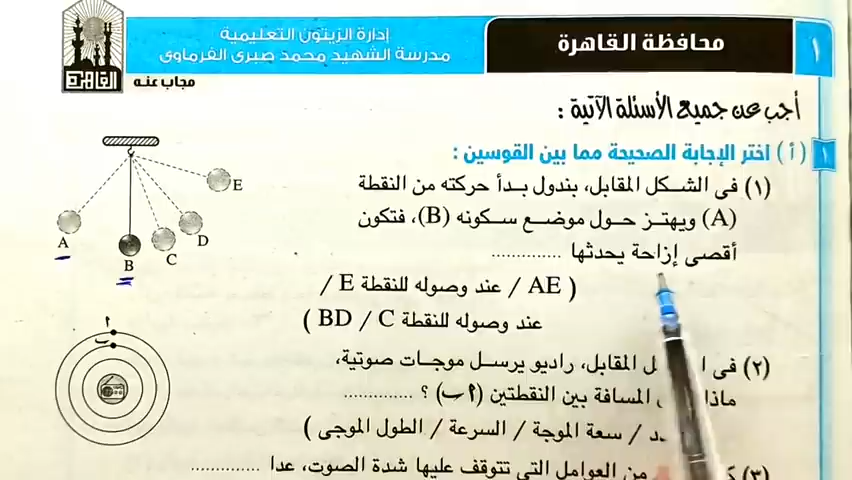 محافظة القاهرة
١
إدارة الزيتون التعليمية
مدرسة الشهيد محمد صبرى الفرماوى
القاهرة
مجاب عنه
أجب عن جميع الأسئلة الآتية :
١ (أ) اختر الإجابة الصحيحة مما بين القوسين :
(١) فى الشكل المقابل، بندول بدأ حركته من النقطة
(A) ويهتز حول موضع سكونه (B)، فتكون
أقصى إزاحة يحدثها ..............
( AE / عند وصوله للنقطة E /
عند وصوله للنقطة C / BD )
A
B
C
D
E
(٢) فى المقابل، راديو يرسل موجات صوتية،
ماذا المسافة بين النقطتين (أ ب) ؟ ..............
/ سعة الموجة / السرعة / الطول الموجى )
أ
ب
(٣) من العوامل التى تتوقف عليها شدة الصوت، عدا ..............